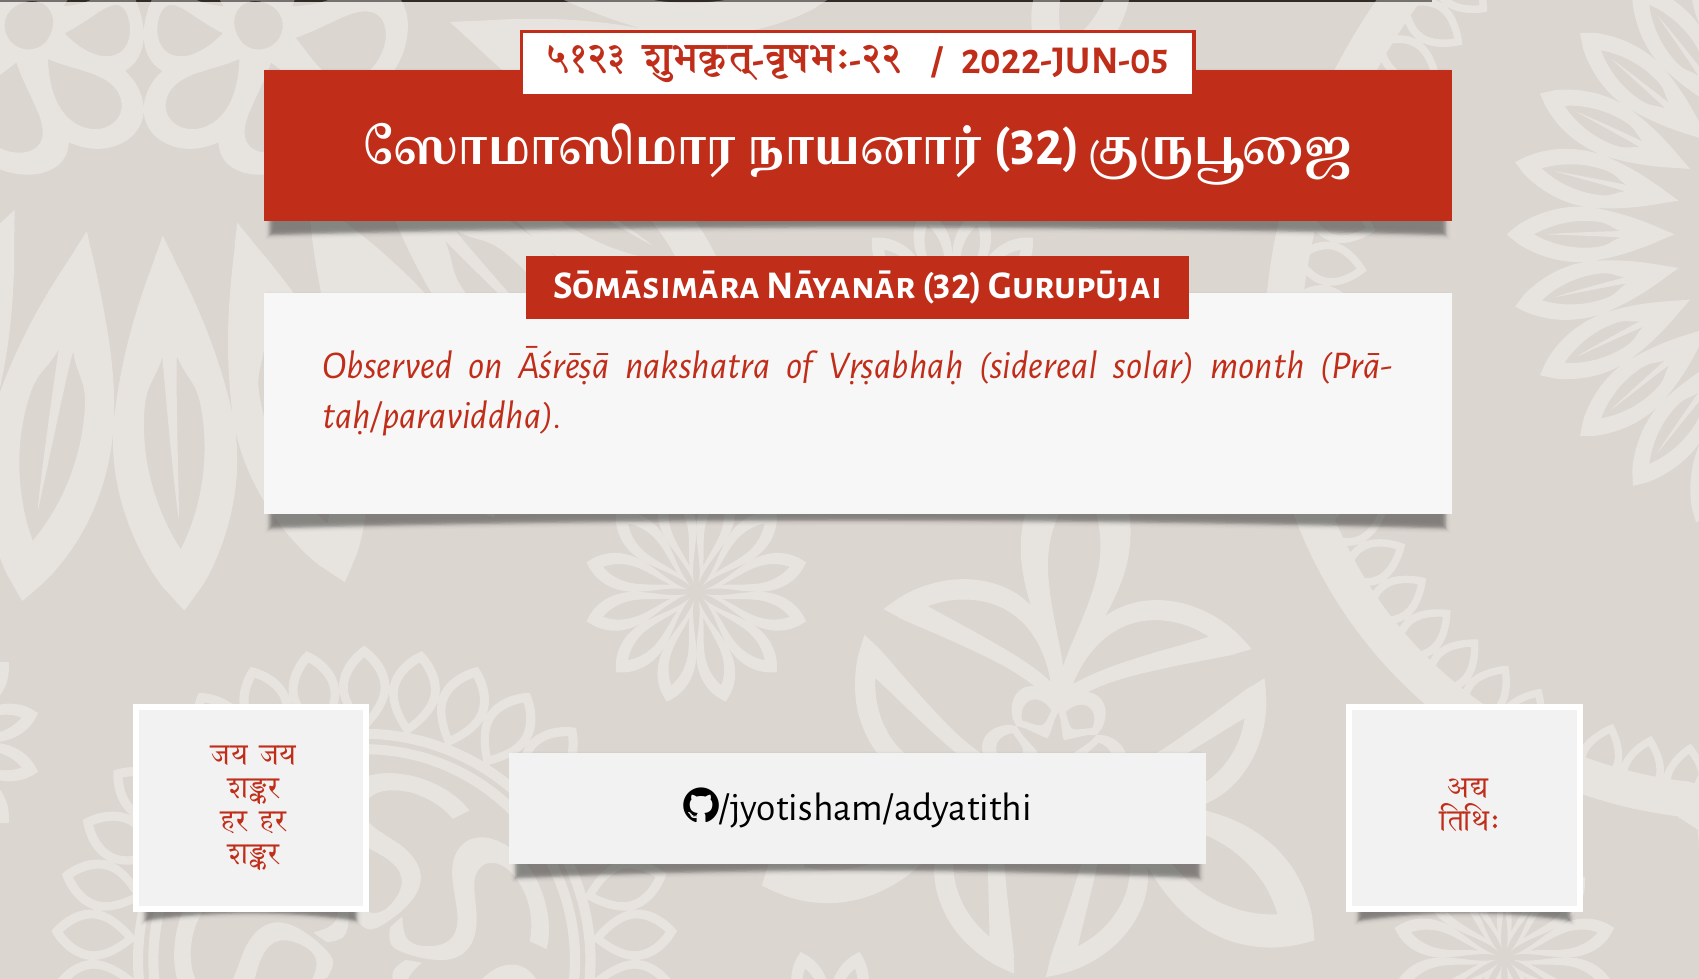 ५१२३ शुभकृत्-वृषभः-२२ / 2022-JUN-05
ஸோமாஸிமார நாயனார் (32) குருபூஜை
Sōmāsimāra Nāyanār (32) Gurupūjai
Observed on Āśrēṣā nakshatra of Vṛṣabhaḥ (sidereal solar) month (Prā-
taḥ/paraviddha).
जय जय
शङ्कर
हर हर
शङ्कर
/jyotisham/adyatithi
अद्य
तिथिः